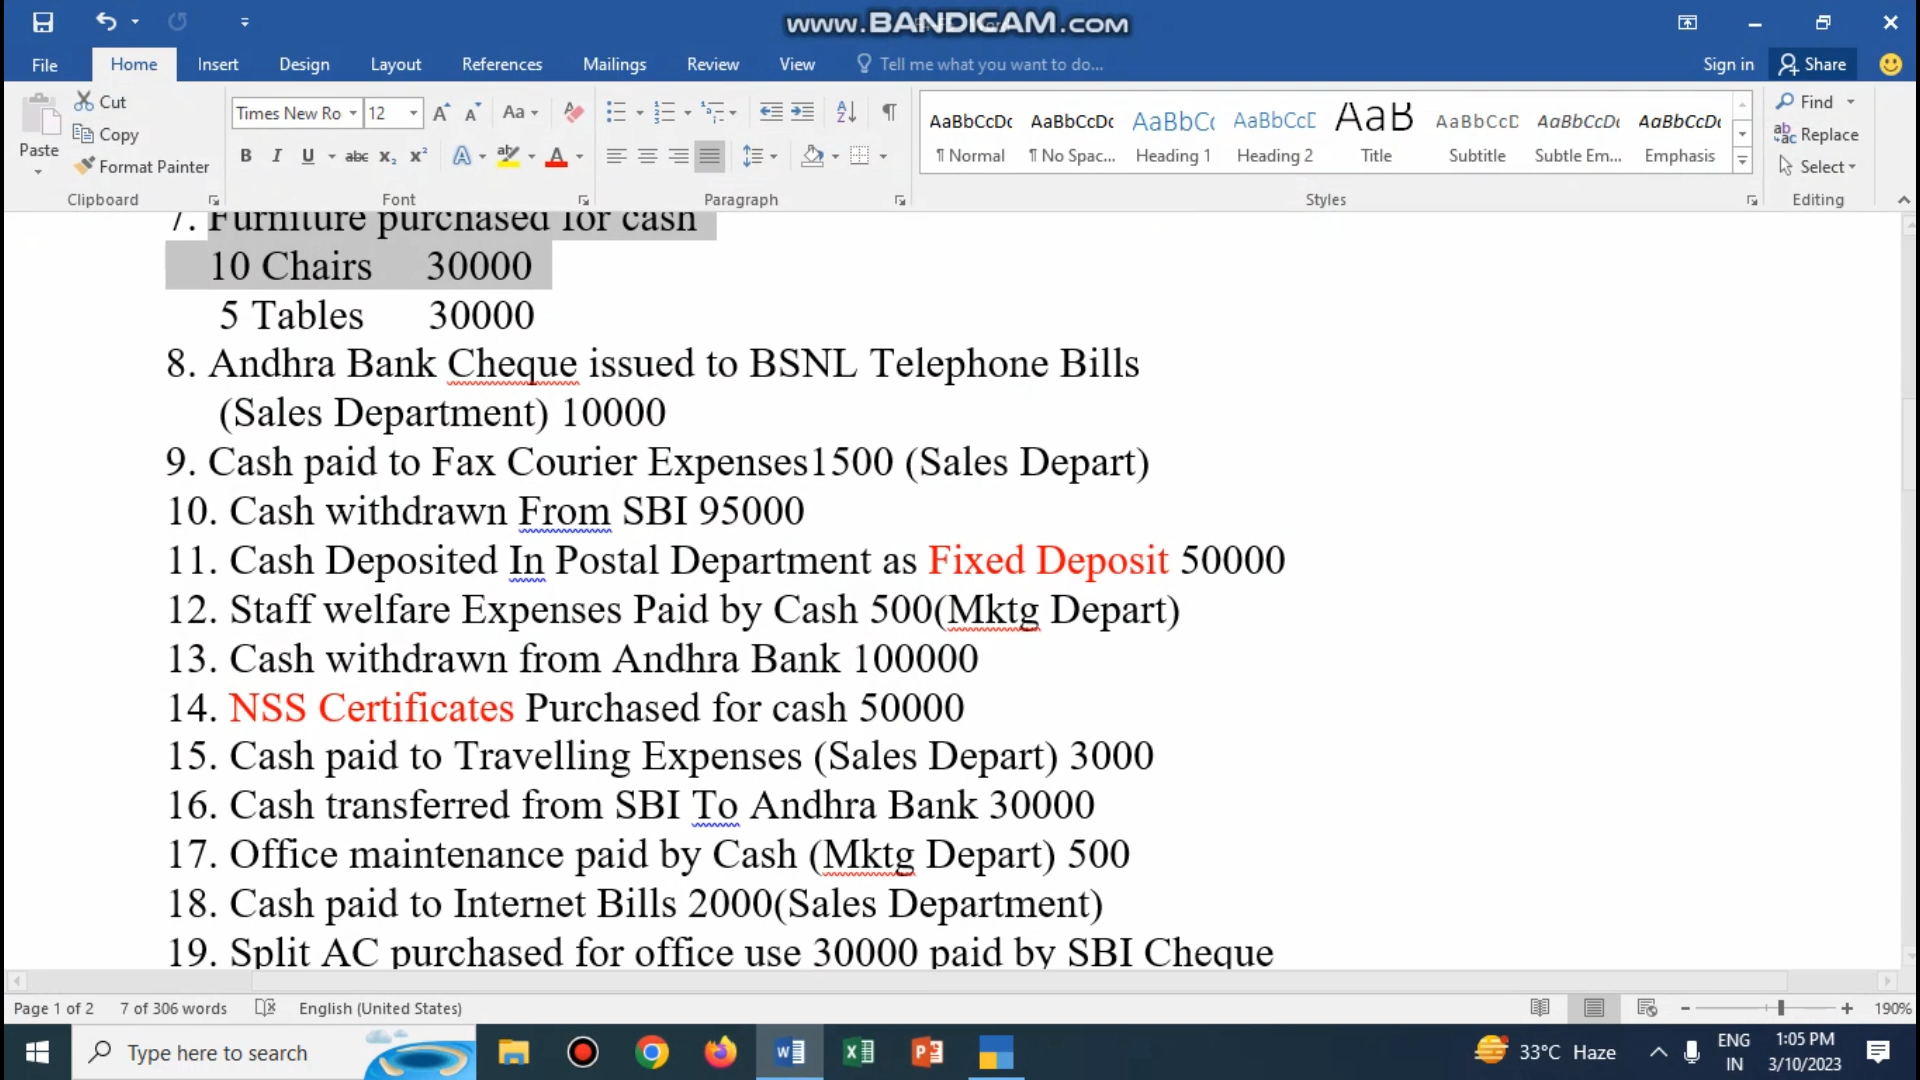 www.BANDICAM.com
File Home Insert Design Layout References Mailings Review View Tell me what you want to do... Sign in Share
Paste
Cut
Copy
Format Painter
Clipboard
Times New Ro 12
Font
Paragraph
AaBbCcDc AaBbCcDc AaBbC AaBbCcE AaB AaBbCcD AaBbCcDc AaBbCcDc
¶ Normal ¶ No Spac... Heading 1 Heading 2 Title Subtitle Subtle Em... Emphasis
Styles
Find
Replace
Select
Editing
7. Furniture purchased for cash
10 Chairs 30000
5 Tables 30000
8. Andhra Bank Cheque issued to BSNL Telephone Bills
(Sales Department) 10000
9. Cash paid to Fax Courier Expenses1500 (Sales Depart)
10. Cash withdrawn From SBI 95000
11. Cash Deposited In Postal Department as Fixed Deposit 50000
12. Staff welfare Expenses Paid by Cash 500(Mktg Depart)
13. Cash withdrawn from Andhra Bank 100000
14. NSS Certificates Purchased for cash 50000
15. Cash paid to Travelling Expenses (Sales Depart) 3000
16. Cash transferred from SBI To Andhra Bank 30000
17. Office maintenance paid by Cash (Mktg Depart) 500
18. Cash paid to Internet Bills 2000(Sales Department)
19. Split AC purchased for office use 30000 paid by SBI Cheque
Page 1 of 2 7 of 306 words English (United States) 190%
Type here to search
33°C Haze
ENG
IN
1:05 PM
3/10/2023